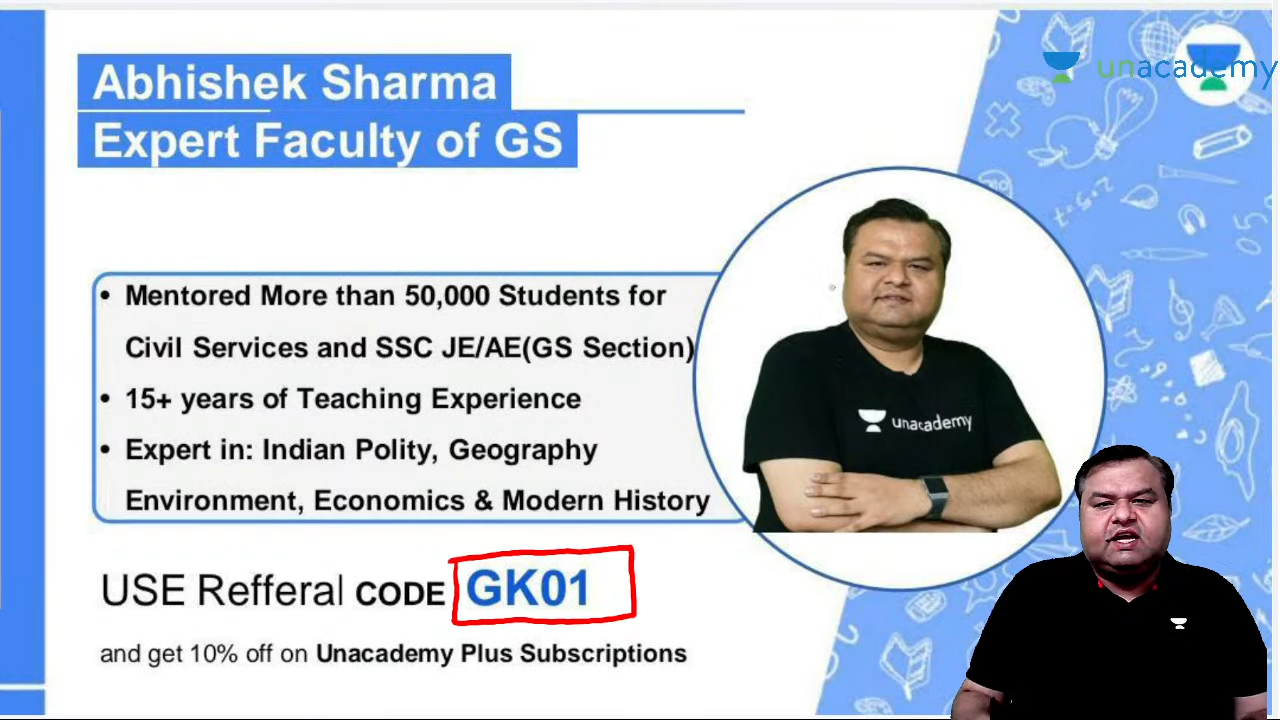 Abhishek Sharma
Expert Faculty of GS
unacademy
• Mentored More than 50,000 Students for
Civil Services and SSC JE/AE(GS Section)
• 15+ years of Teaching Experience
• Expert in: Indian Polity, Geography
Environment, Economics & Modern History
unacademy
USE Refferal CODE GK01
and get 10% off on Unacademy Plus Subscriptions